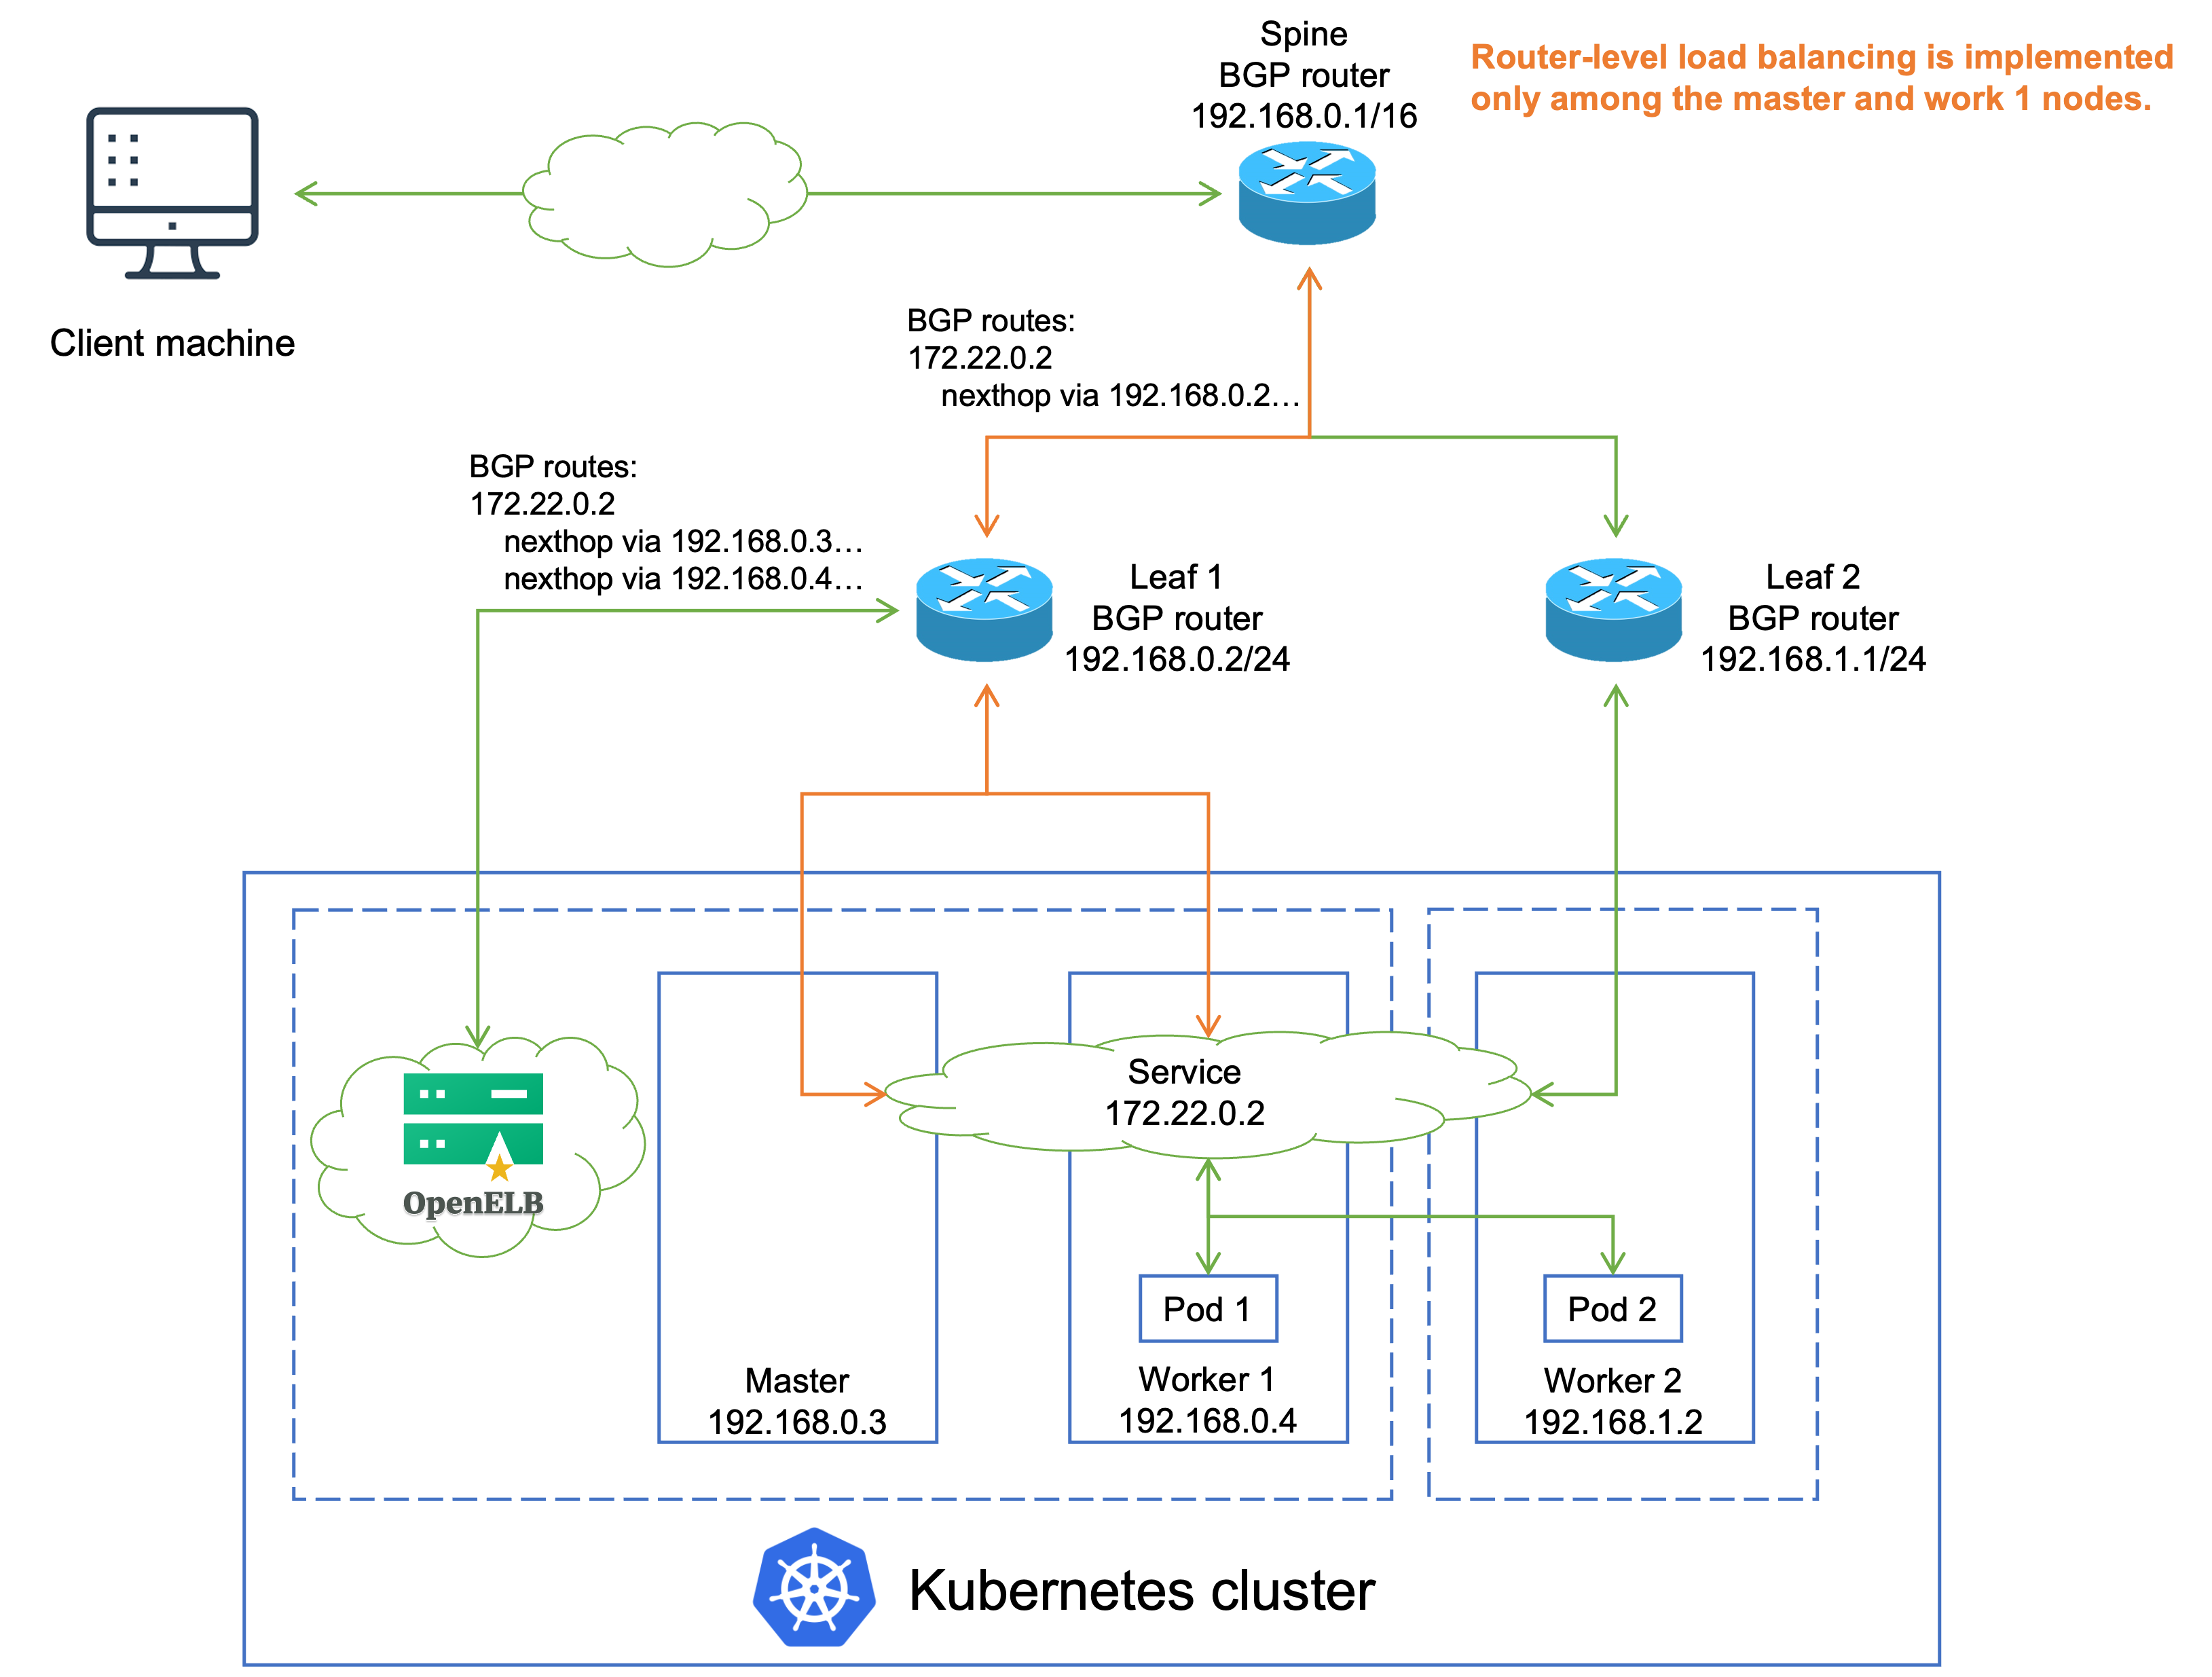 Spine
BGP router
192.168.0.1/16
Router-level load balancing is implemented
only among the master and work 1 nodes.
Client machine
BGP routes:
172.22.0.2
nexthop via 192.168.0.2…
BGP routes:
172.22.0.2
nexthop via 192.168.0.3…
nexthop via 192.168.0.4…
Leaf 1
BGP router
192.168.0.2/24
Leaf 2
BGP router
192.168.1.1/24
Service
172.22.0.2
OpenELB
Pod 1
Pod 2
Master
192.168.0.3
Worker 1
192.168.0.4
Worker 2
192.168.1.2
Kubernetes cluster